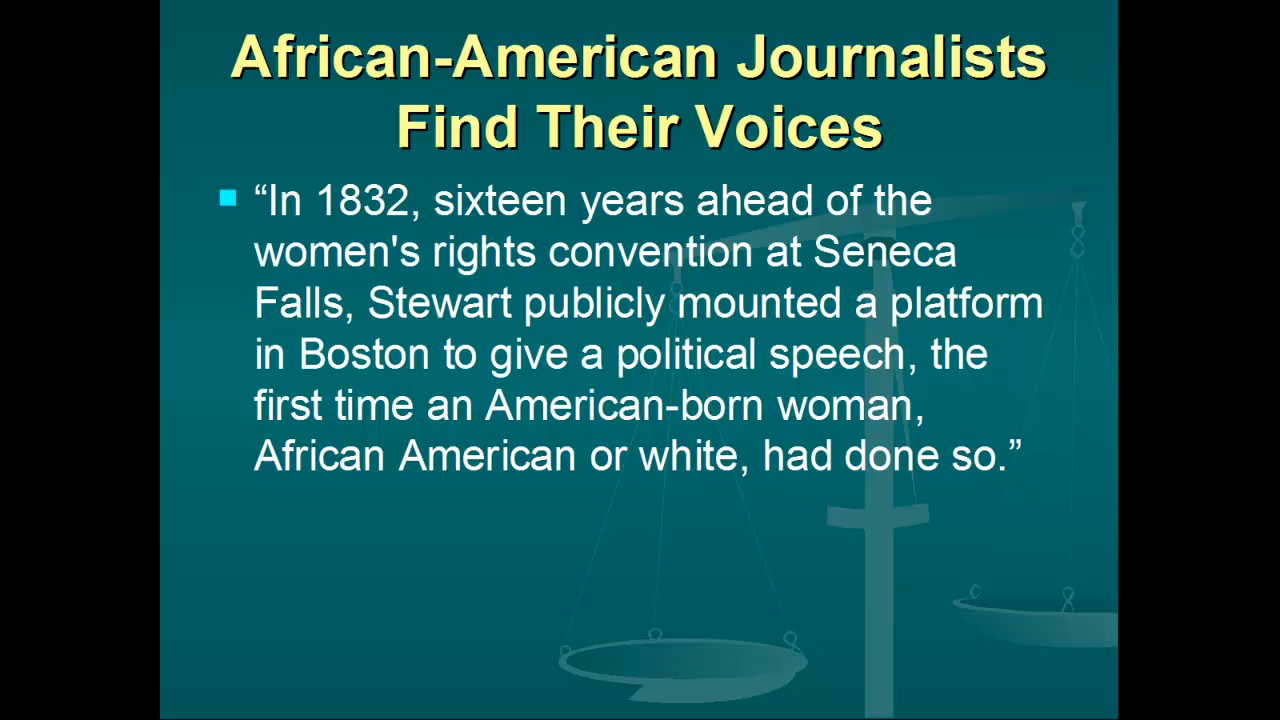 African-American Journalists
Find Their Voices
“In 1832, sixteen years ahead of the
women's rights convention at Seneca
Falls, Stewart publicly mounted a platform
in Boston to give a political speech, the
first time an American-born woman,
African American or white, had done so.”